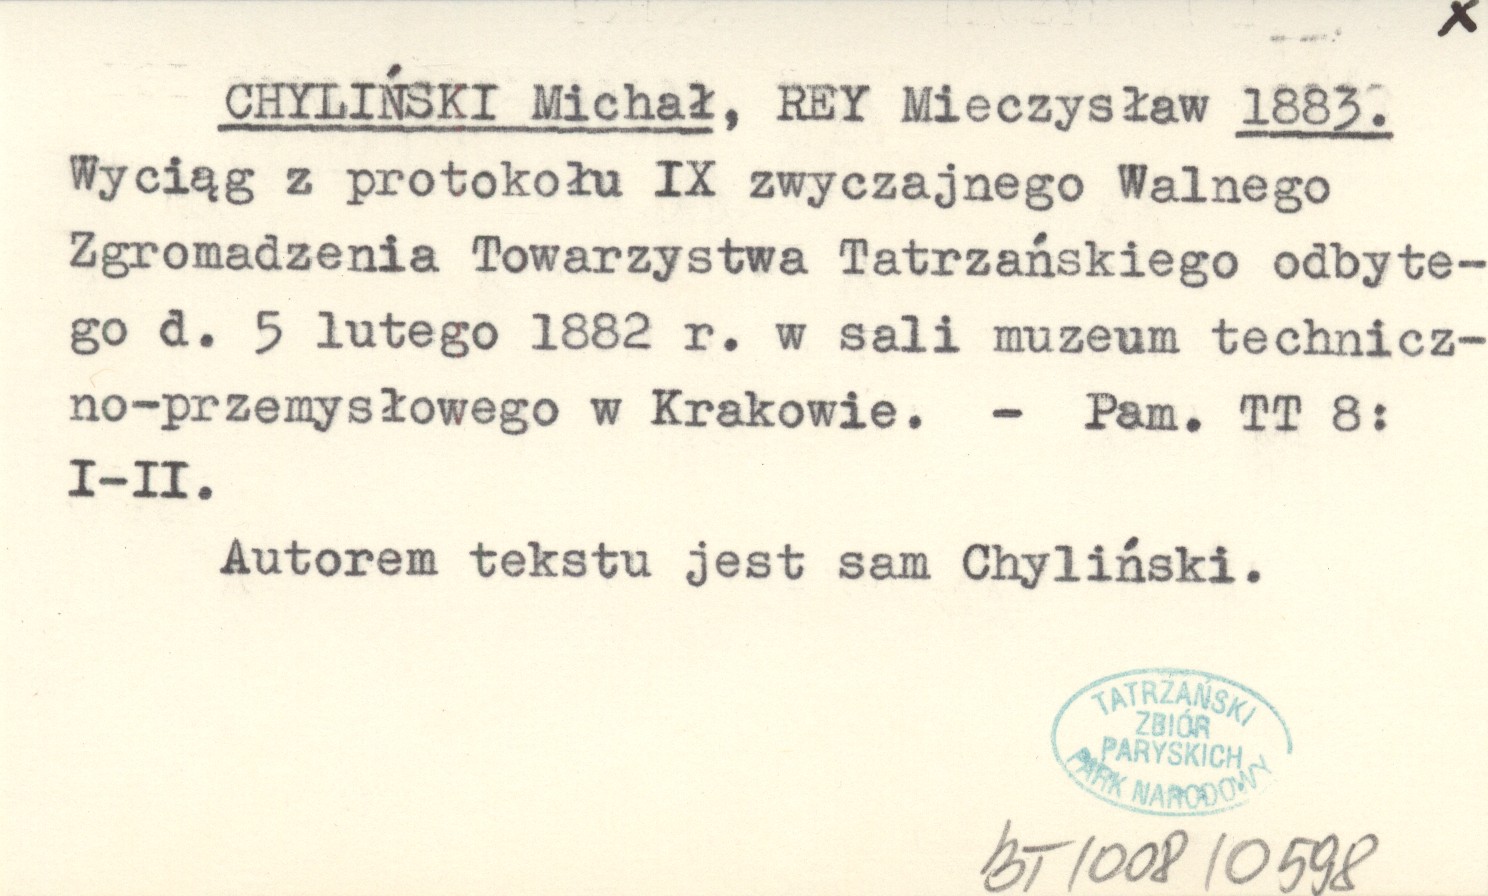 x
CHYLIŃSKI Michał, REY Mieczysław 1883.
Wyciąg z protokołu IX zwyczajnego Walnego
Zgromadzenia Towarzystwa Tatrzańskiego odbyte-
go d. 5 lutego 1882 r. w sali muzeum technicz-
no-przemysłowego w Krakowie. - Pam. TT 8:
I-II.
Autorem tekstu jest sam Chyliński.
TATRZAŃSKI
ZBIÓR
PARYSKICH
PARK NARODOWY
BT/1008/0598